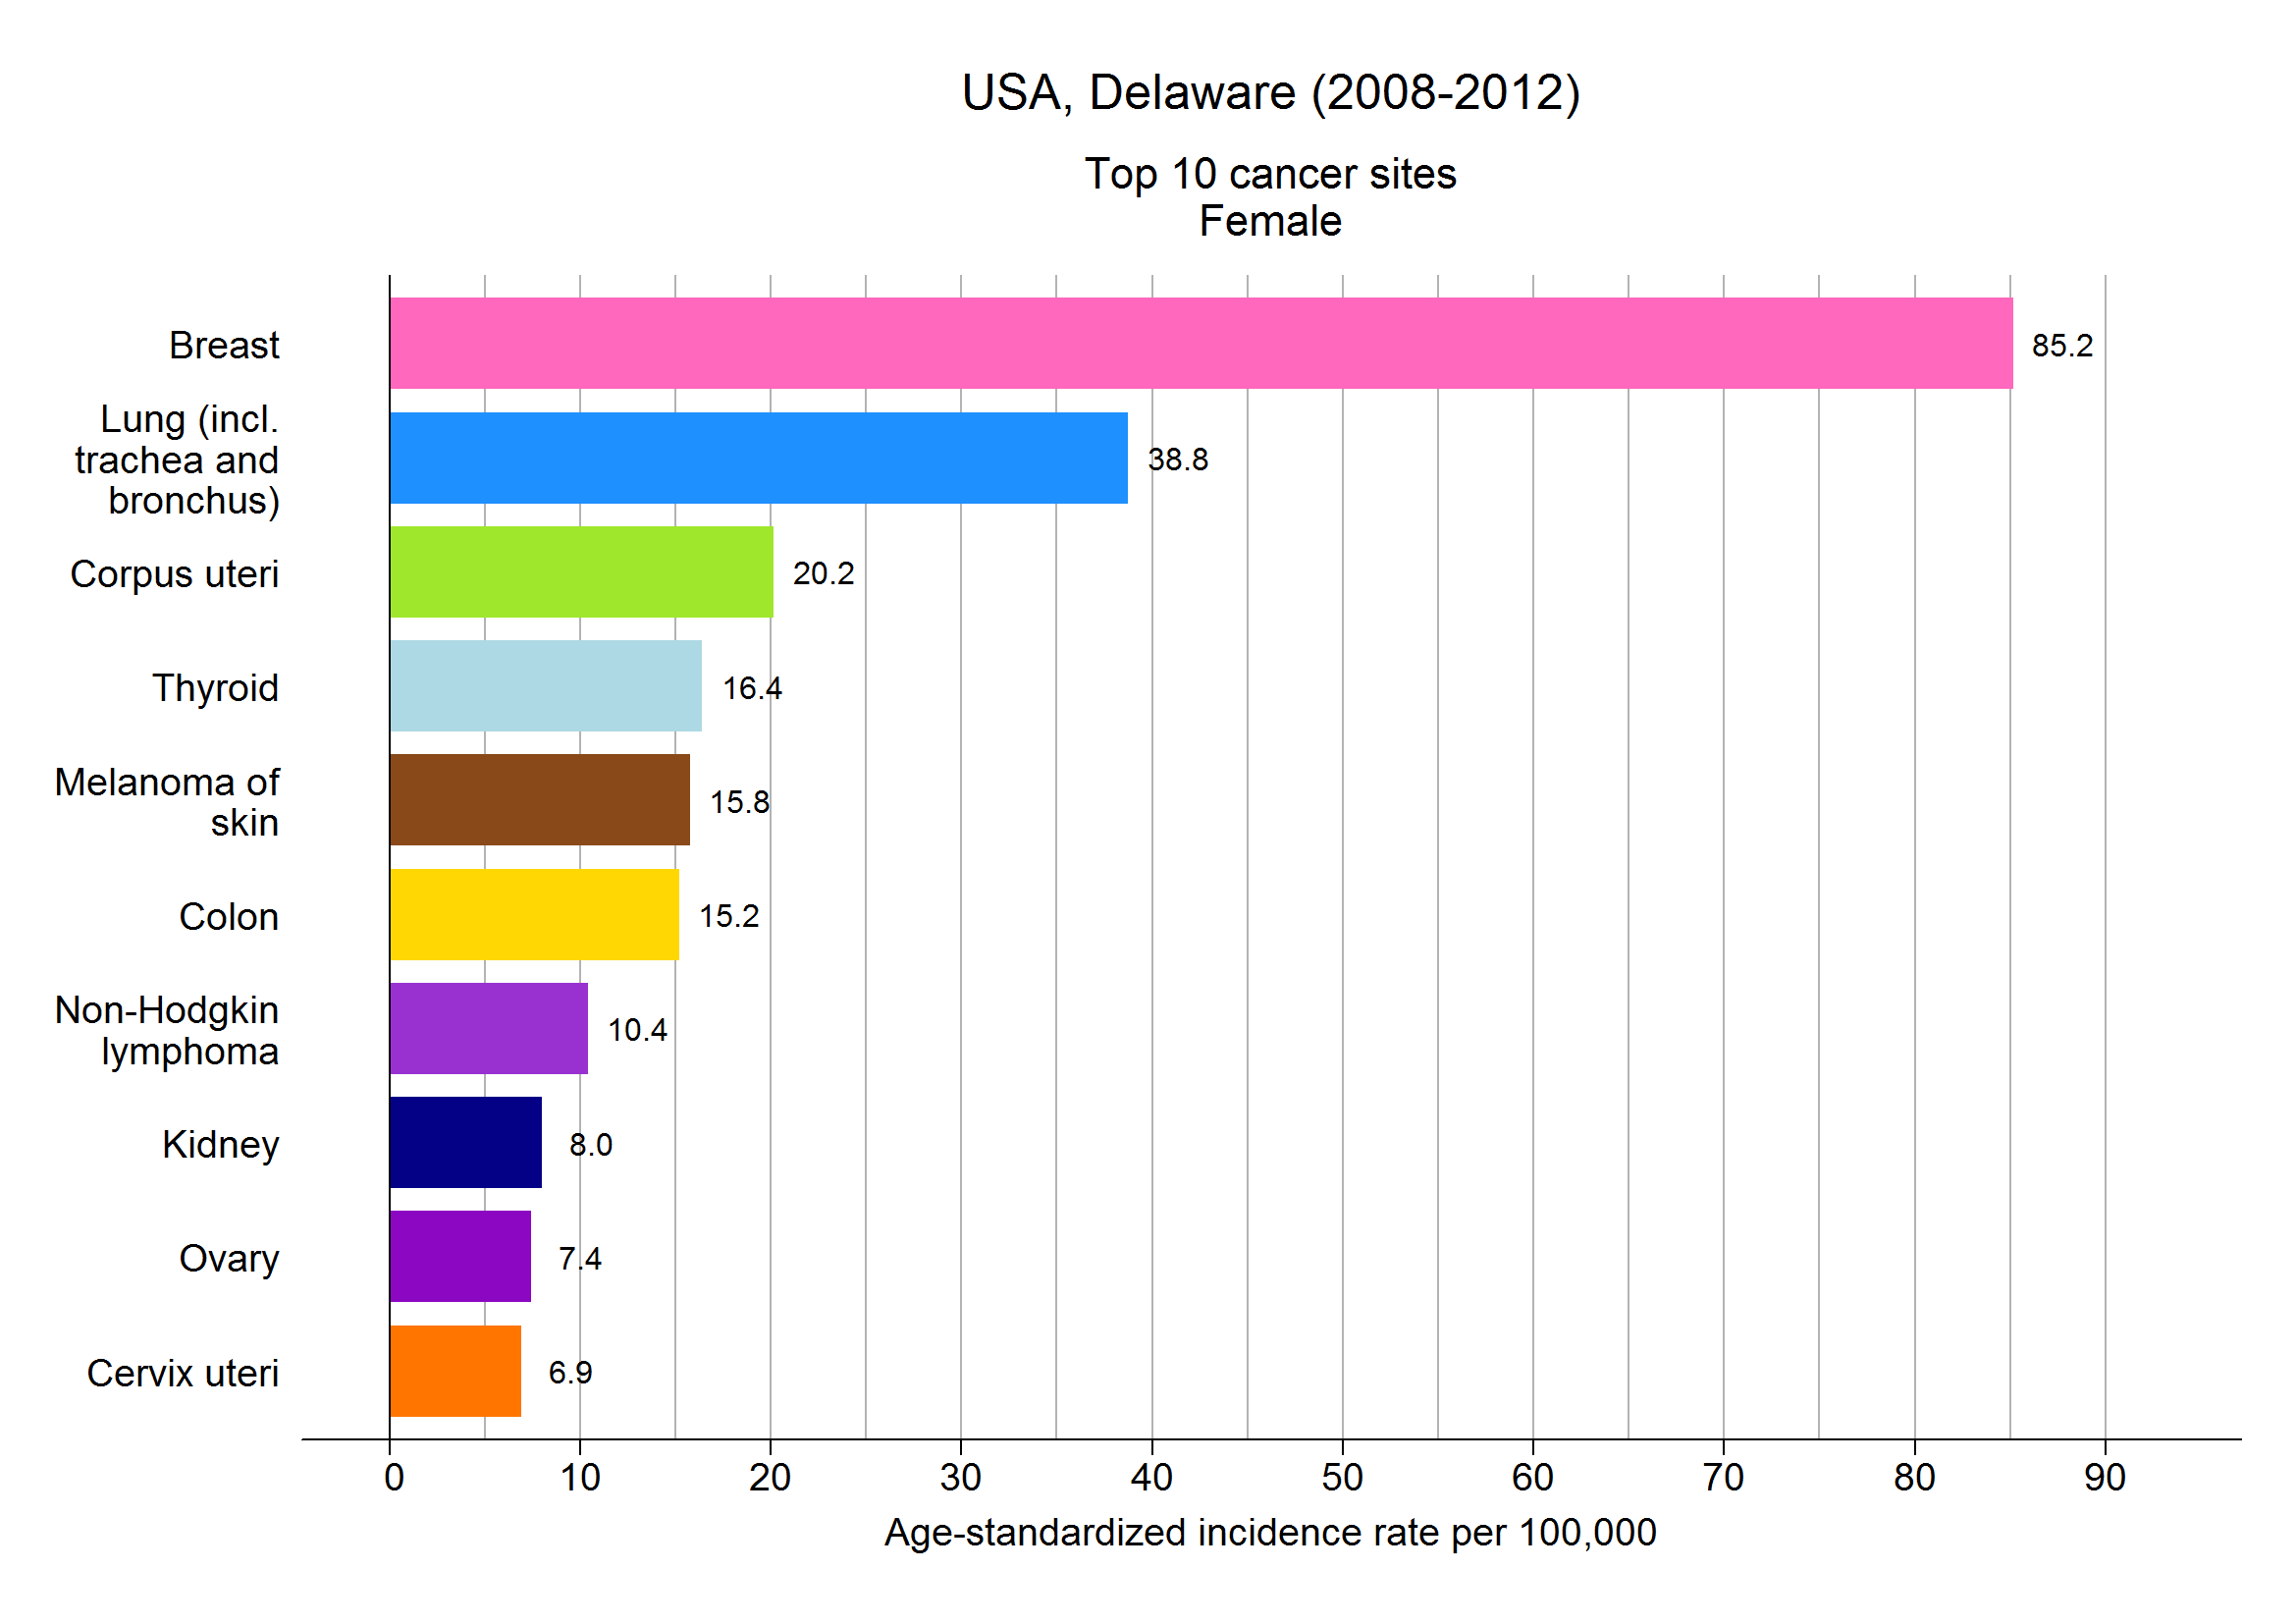 USA, Delaware (2008-2012)
Top 10 cancer sites
Female
Breast
85.2
Lung (incl.
trachea and
bronchus)
38.8
Corpus uteri
20.2
Thyroid
16.4
Melanoma of
skin
15.8
Colon
15.2
Non-Hodgkin
lymphoma
10.4
Kidney
8.0
Ovary
7.4
Cervix uteri
6.9
0 10 20 30 40 50 60 70 80 90
Age-standardized incidence rate per 100,000